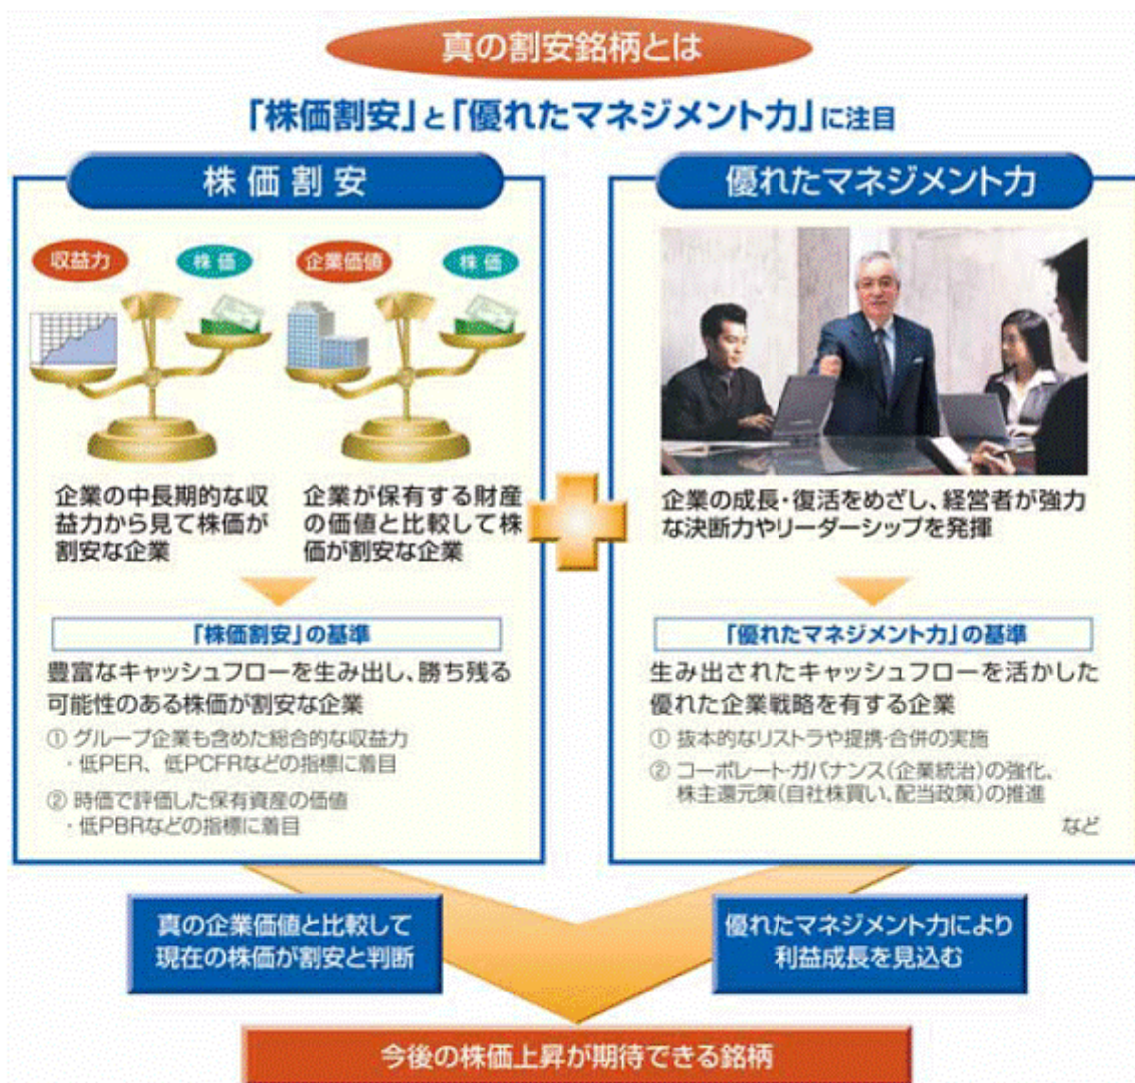 真の割安銘柄とは
「株価割安」と「優れたマネジメント力」に注目
株価割安
収益力
株価
企業価値
株価
企業の中長期的な収
益力から見て株価が
割安な企業
企業が保有する財産
の価値と比較して株
価が割安な企業
「株価割安」の基準
豊富なキャッシュフローを生み出し、勝ち残る
可能性のある株価が割安な企業
① グループ企業も含めた総合的な収益力
・低PER、低PCFRなどの指標に着目
② 時価で評価した保有資産の価値
・低PBRなどの指標に着目
優れたマネジメント力
企業の成長・復活をめざし、経営者が強力
な決断力やリーダーシップを発揮
「優れたマネジメント力」の基準
生み出されたキャッシュフローを活かした
優れた企業戦略を有する企業
① 抜本的なリストラや提携・合併の実施
② コーポレート・ガバナンス(企業統治)の強化、
株主還元策(自社株買い、配当政策)の推進
など
真の企業価値と比較して
現在の株価が割安と判断
優れたマネジメント力により
利益成長を見込む
今後の株価上昇が期待できる銘柄